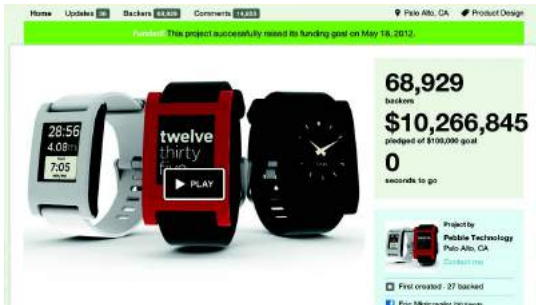 Home Updates Backers 68,929 Comments
Palo Alto, CA Product Design
Funded! This project successfully raised its funding goal on May 18, 2012.
28:56
4.08
7:05
twelve
thirty
five
PLAY
68,929
backers
$10,266,845
pledged of $100,000 goal
0
seconds to go
Project by
Pebble Technology
Palo Alto, CA
Contact me
First created · 27 backed